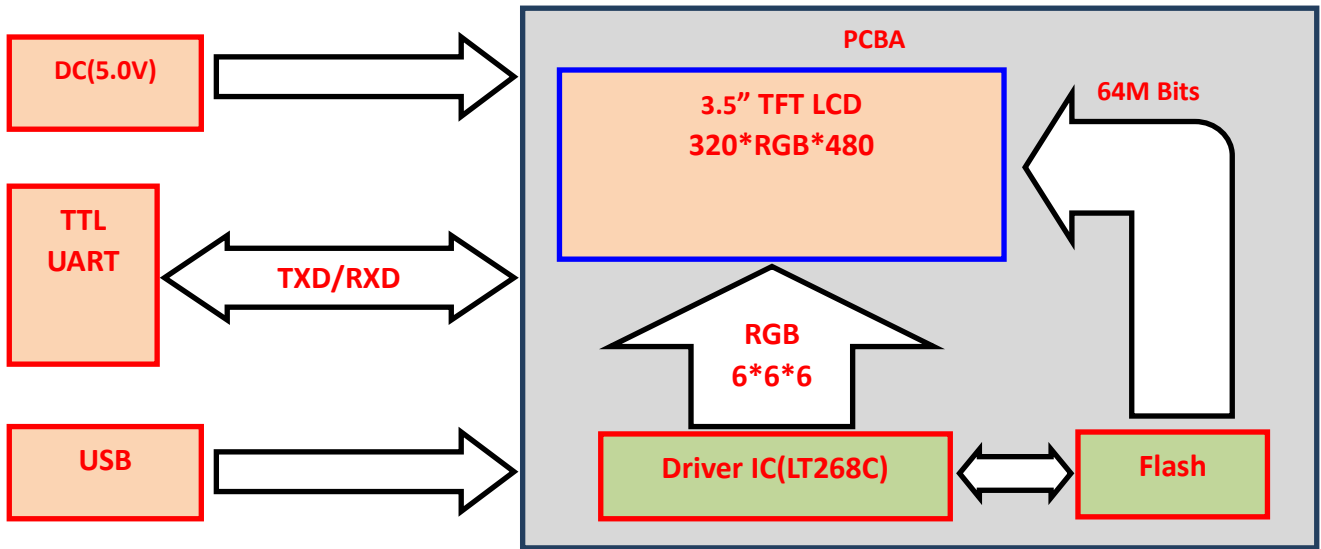 PCBA
DC(5.0V)
3.5” TFT LCD
320*RGB*480
64M Bits
TTL
UART
TXD/RXD
RGB
6*6*6
USB
Driver IC(LT268C)
Flash